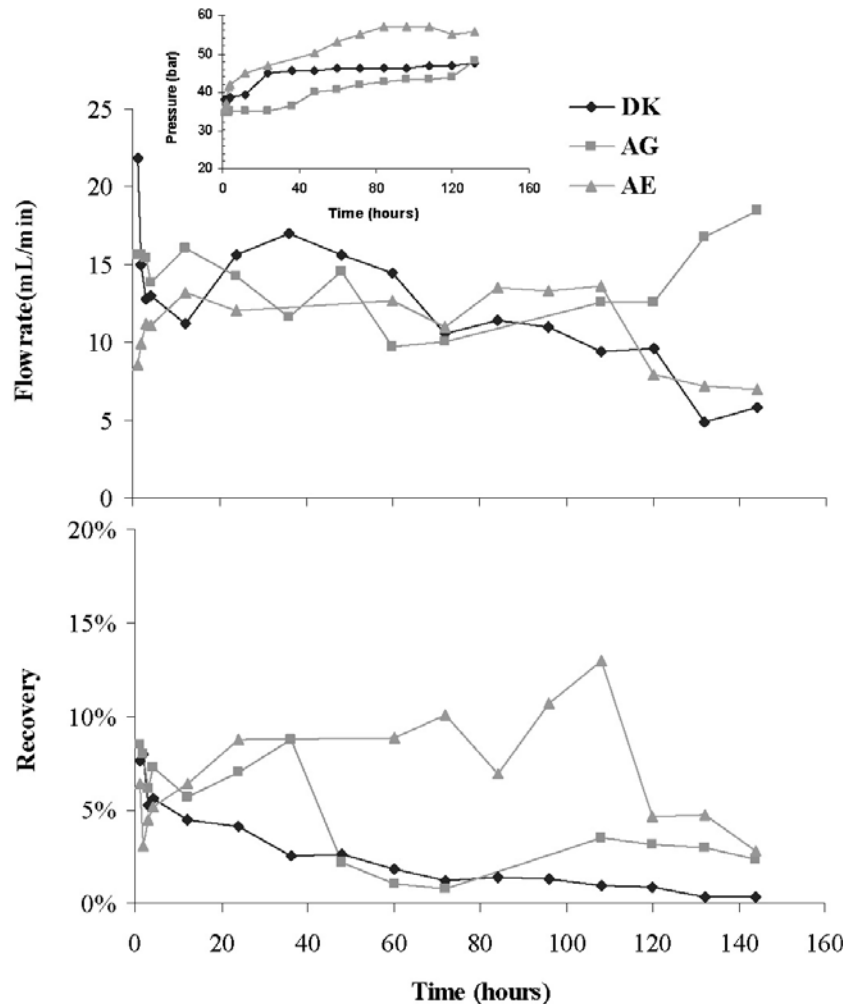 60
50
40
30
20
Pressure (bar)
0 40 80 120 160
Time (hours)
DK
AG
AE
25
20
15
10
5
0
Flow rate (mL/min)
20%
15%
10%
5%
0%
Recovery
0 20 40 60 80 100 120 140 160
Time (hours)